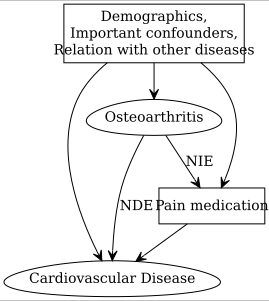 Demographics,
Important confounders,
Relation with other diseases
Osteoarthritis
NIE
NDE
Pain medication
Cardiovascular Disease